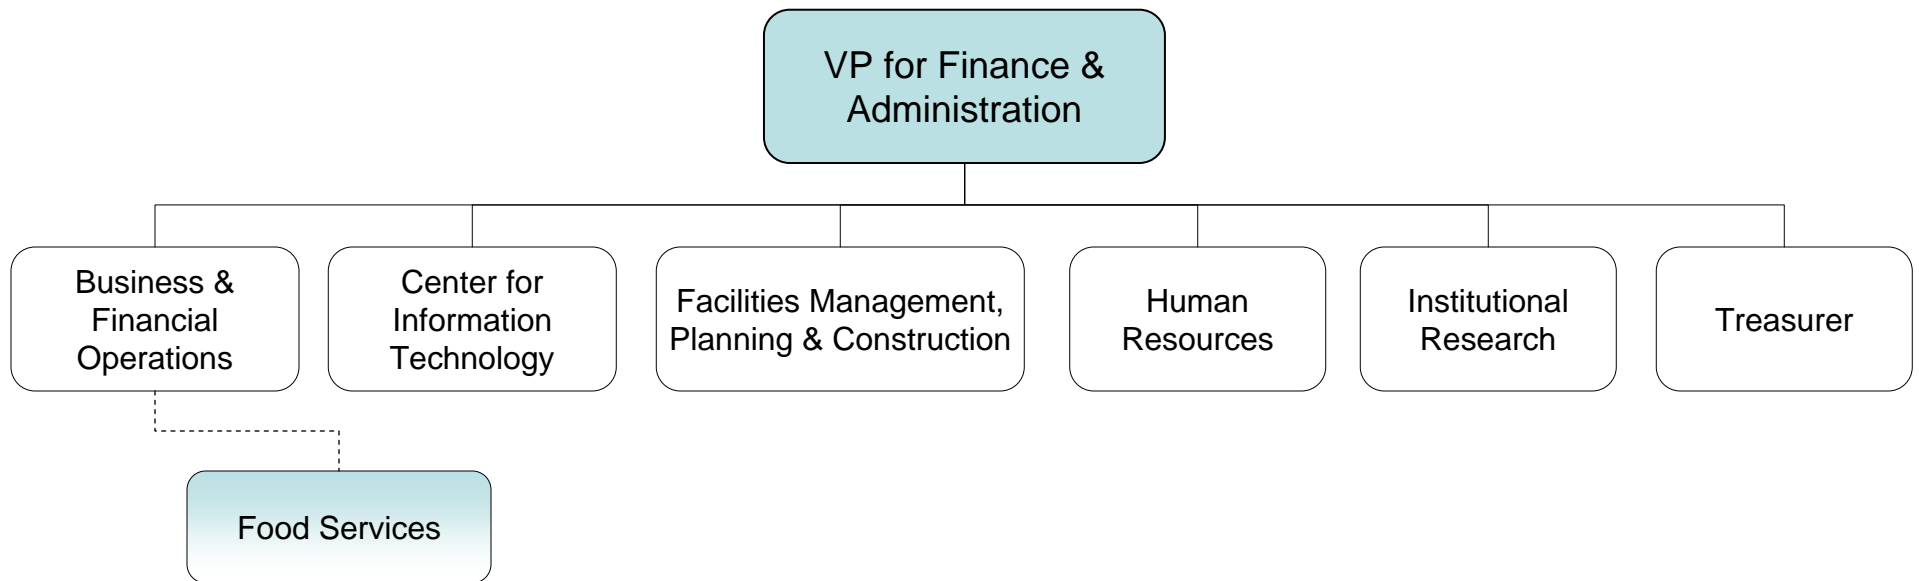 VP for Finance &
Administration
Business &
Financial
Operations
Center for
Information
Technology
Facilities Management,
Planning & Construction
Human
Resources
Institutional
Research
Treasurer
Food Services